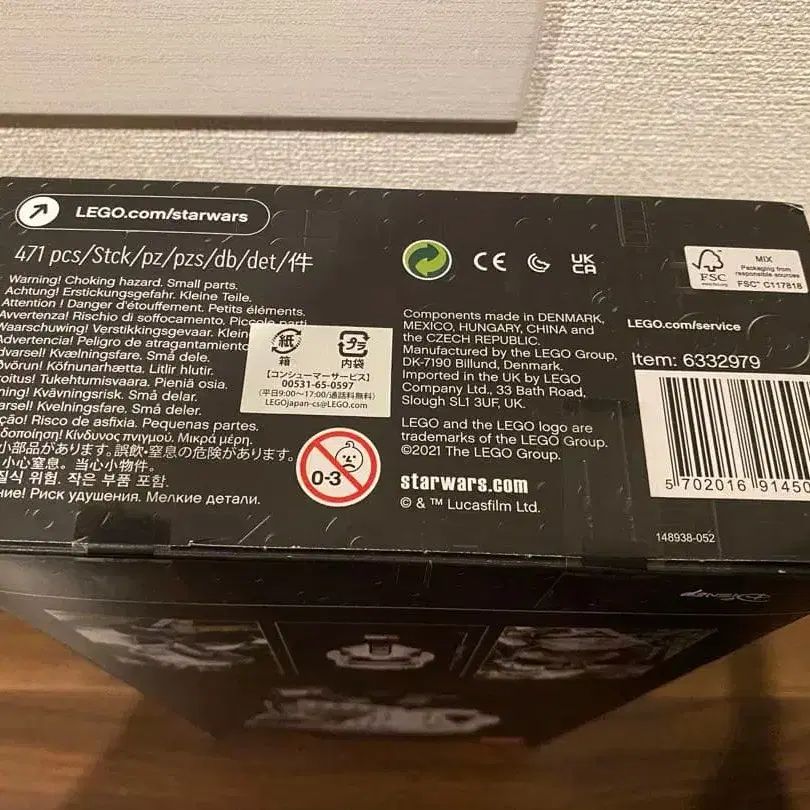 LEGO.com/starwars
471 pcs/Stck/pz/pzs/db/det/件
Warning! Choking hazard. Small parts.
Achtung! Erstickungsgefahr. Kleine Teile.
Attention ! Danger d'étouffement. Petits éléments.
Avvertenza! Rischio di soffocamento. Piccole parti.
Waarschuwing! Verstikkingsgevaar. Klein
Advertencia! Peligro de atragantamiento
dvarsel! Kvælningsfare. Små dele.
ðvörun! Köfnunarhætta. Litlir hlutir.
roitus! Tukehtumisvaara. Pieniä osia.
ning! Kvävningsrisk. Små delar.
arsel! Kvelningsfare. Små deler.
ção! Risco de asfixia. Pequenas partes.
δοποίηση! Κίνδυνος πνιγμού. Μικρά μέρη.
小部品があります。誤飲・窒息の危険があります。
小心窒息。当心小物件。
질식 위험. 작은 부품 포함.
ние! Риск удушения. Мелкие детали.
紙
箱
プラ
内袋
【コンシューマーサービス】
00531-65-0597
(平日9:00〜17:00/通話料無料)
LEGOjapan-cs@LEGO.com
0-3
CE
UK
CA
Components made in DENMARK,
MEXICO, HUNGARY, CHINA and
the CZECH REPUBLIC.
Manufactured by the LEGO Group,
DK-7190 Billund, Denmark.
Imported in the UK by LEGO
Company Ltd., 33 Bath Road,
Slough SL1 3UF, UK.
LEGO and the LEGO logo are
trademarks of the LEGO Group.
©2021 The LEGO Group.
starwars.com
© & ™ Lucasfilm Ltd.
FSC
www.fsc.org
MIX
Packaging from
responsible sources
FSC® C117818
LEGO.com/service
Item: 6332979
5 702016 91450
148938-052